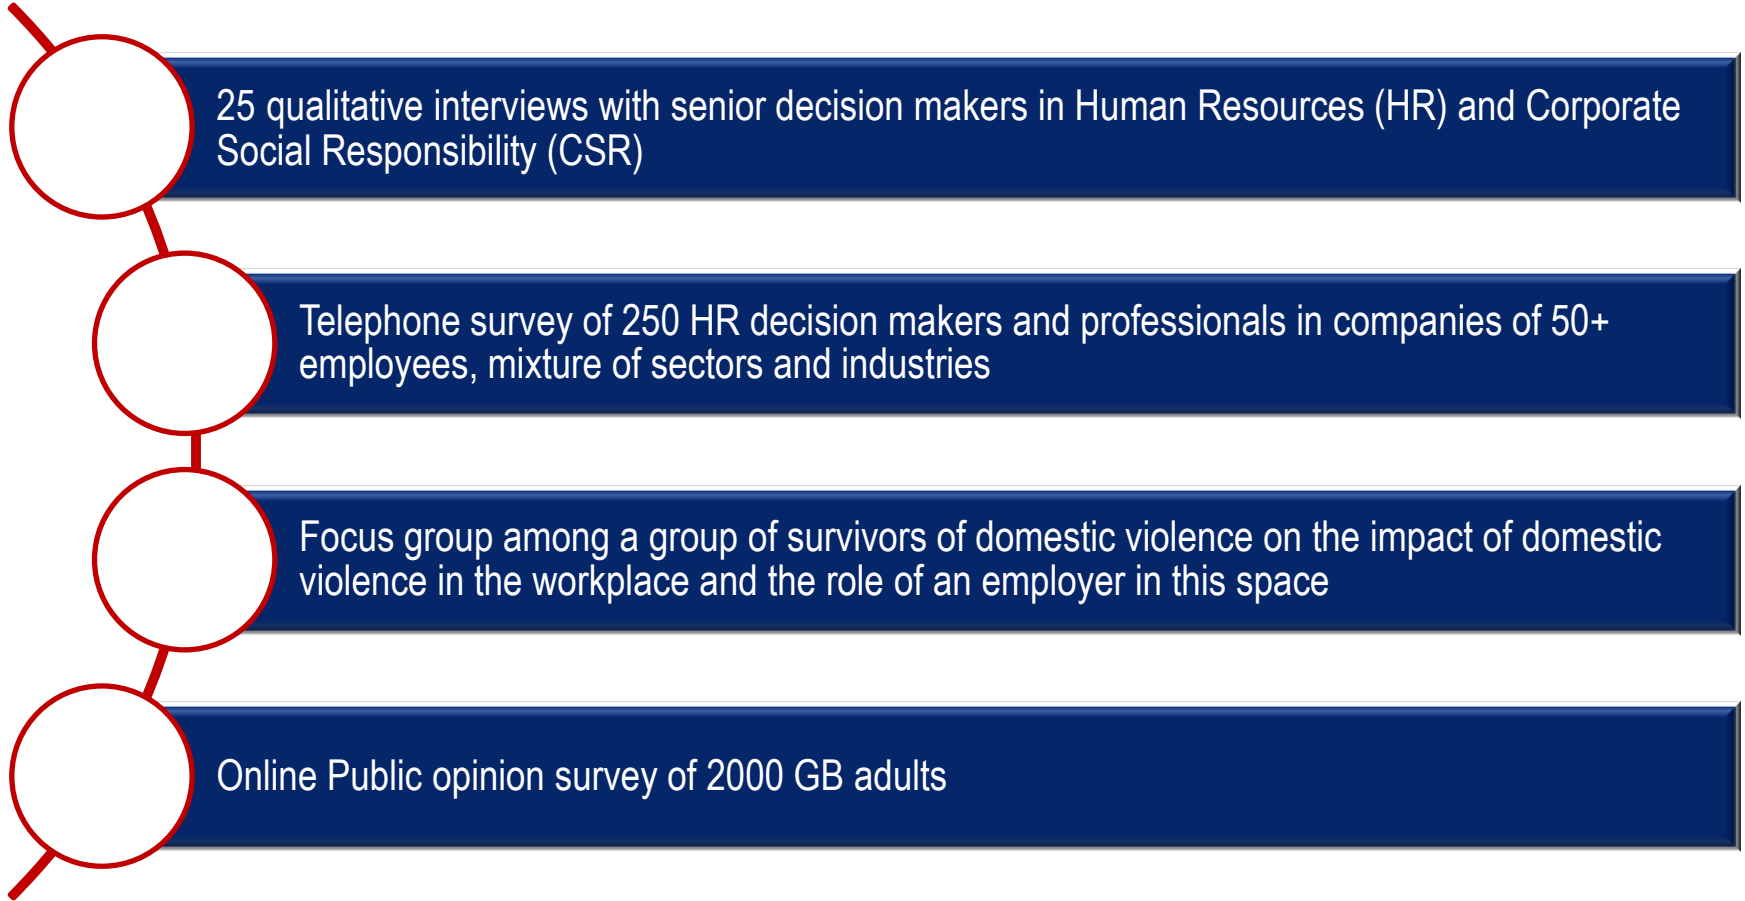 25 qualitative interviews with senior decision makers in Human Resources (HR) and Corporate
Social Responsibility (CSR)
Telephone survey of 250 HR decision makers and professionals in companies of 50+
employees, mixture of sectors and industries
Focus group among a group of survivors of domestic violence on the impact of domestic
violence in the workplace and the role of an employer in this space
Online Public opinion survey of 2000 GB adults